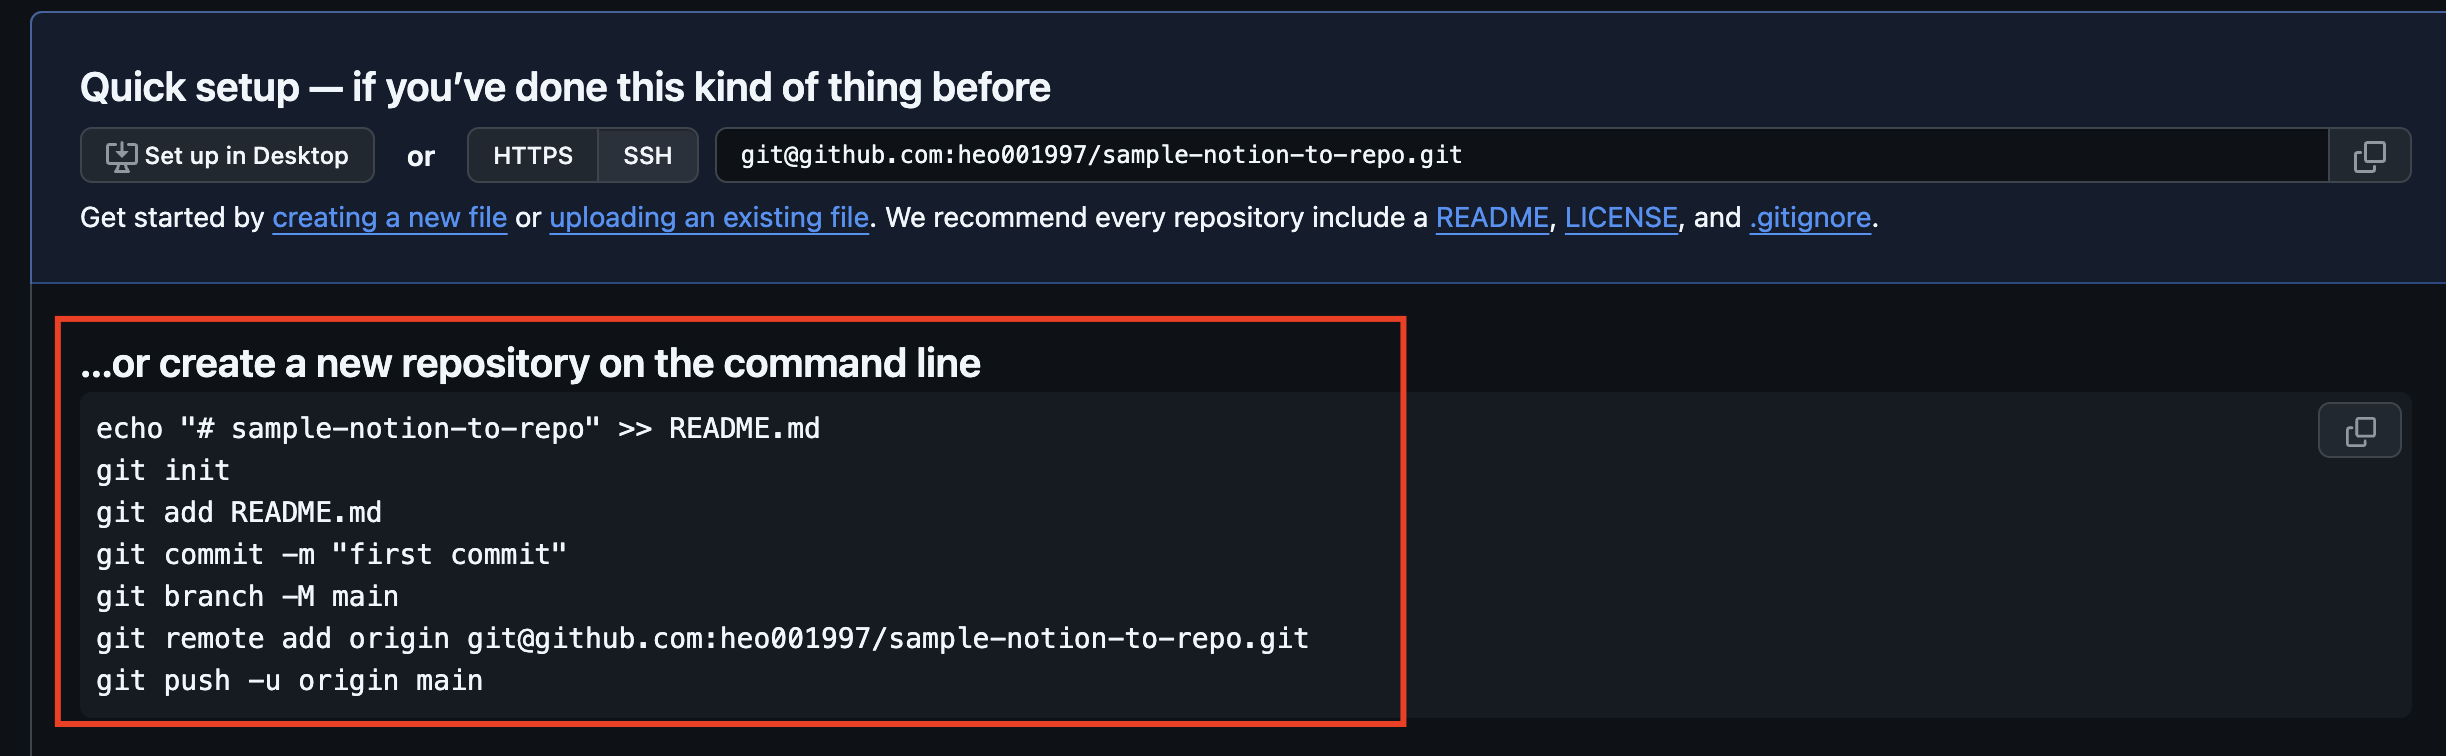 Quick setup — if you’ve done this kind of thing before
Set up in Desktop or HTTPS SSH git@github.com:heo001997/sample-notion-to-repo.git
Get started by creating a new file or uploading an existing file. We recommend every repository include a README, LICENSE, and .gitignore.
…or create a new repository on the command line
echo "# sample-notion-to-repo" >> README.md
git init
git add README.md
git commit -m "first commit"
git branch -M main
git remote add origin git@github.com:heo001997/sample-notion-to-repo.git
git push -u origin main